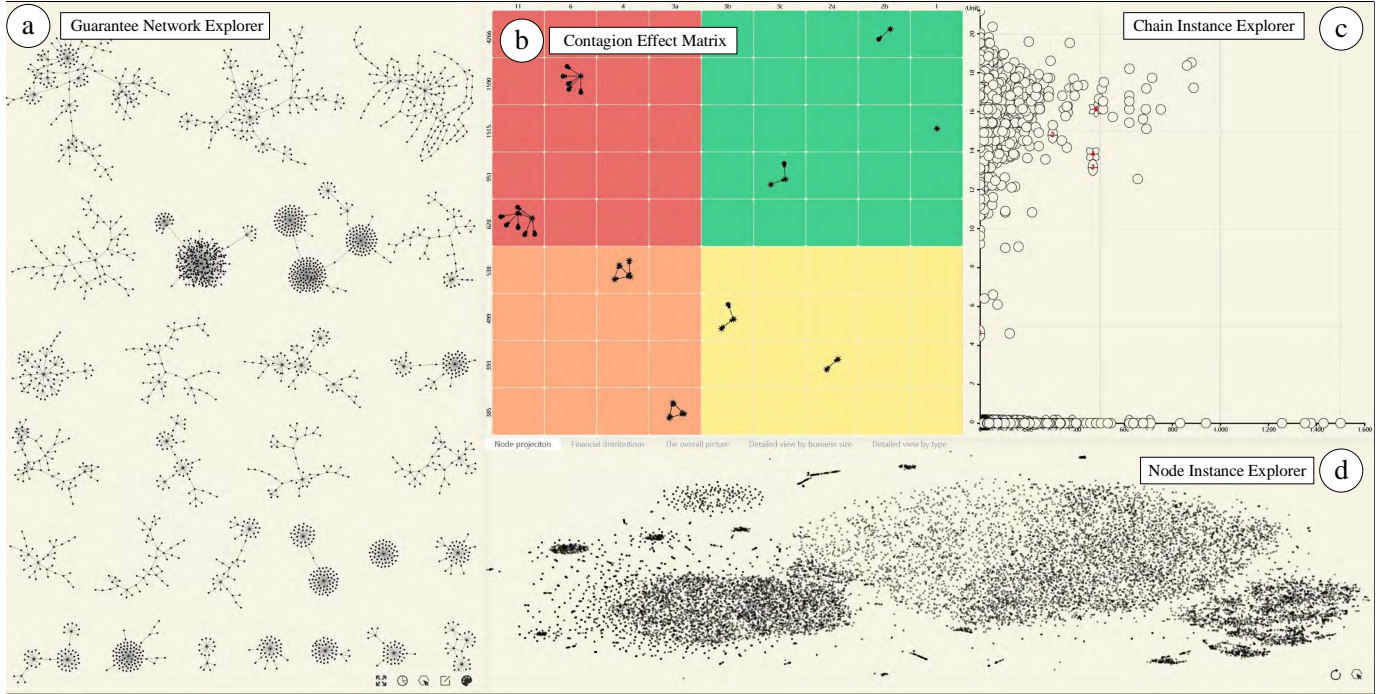 a
Guarantee Network Explorer
b
Contagion Effect Matrix
11 6 4 3a 3b 3c 2a 2b 1
4266
1590
1515
951
628
538
499
393
385
c
Chain Instance Explorer
(Unit)
20
18
16
14
12
10
8
6
4
2
0
600
800
1.000
1.200
1.400
1.600
Node projeciton Financial distributions The overall picture Detailed view by business size Detailed view by type
d
Node Instance Explorer